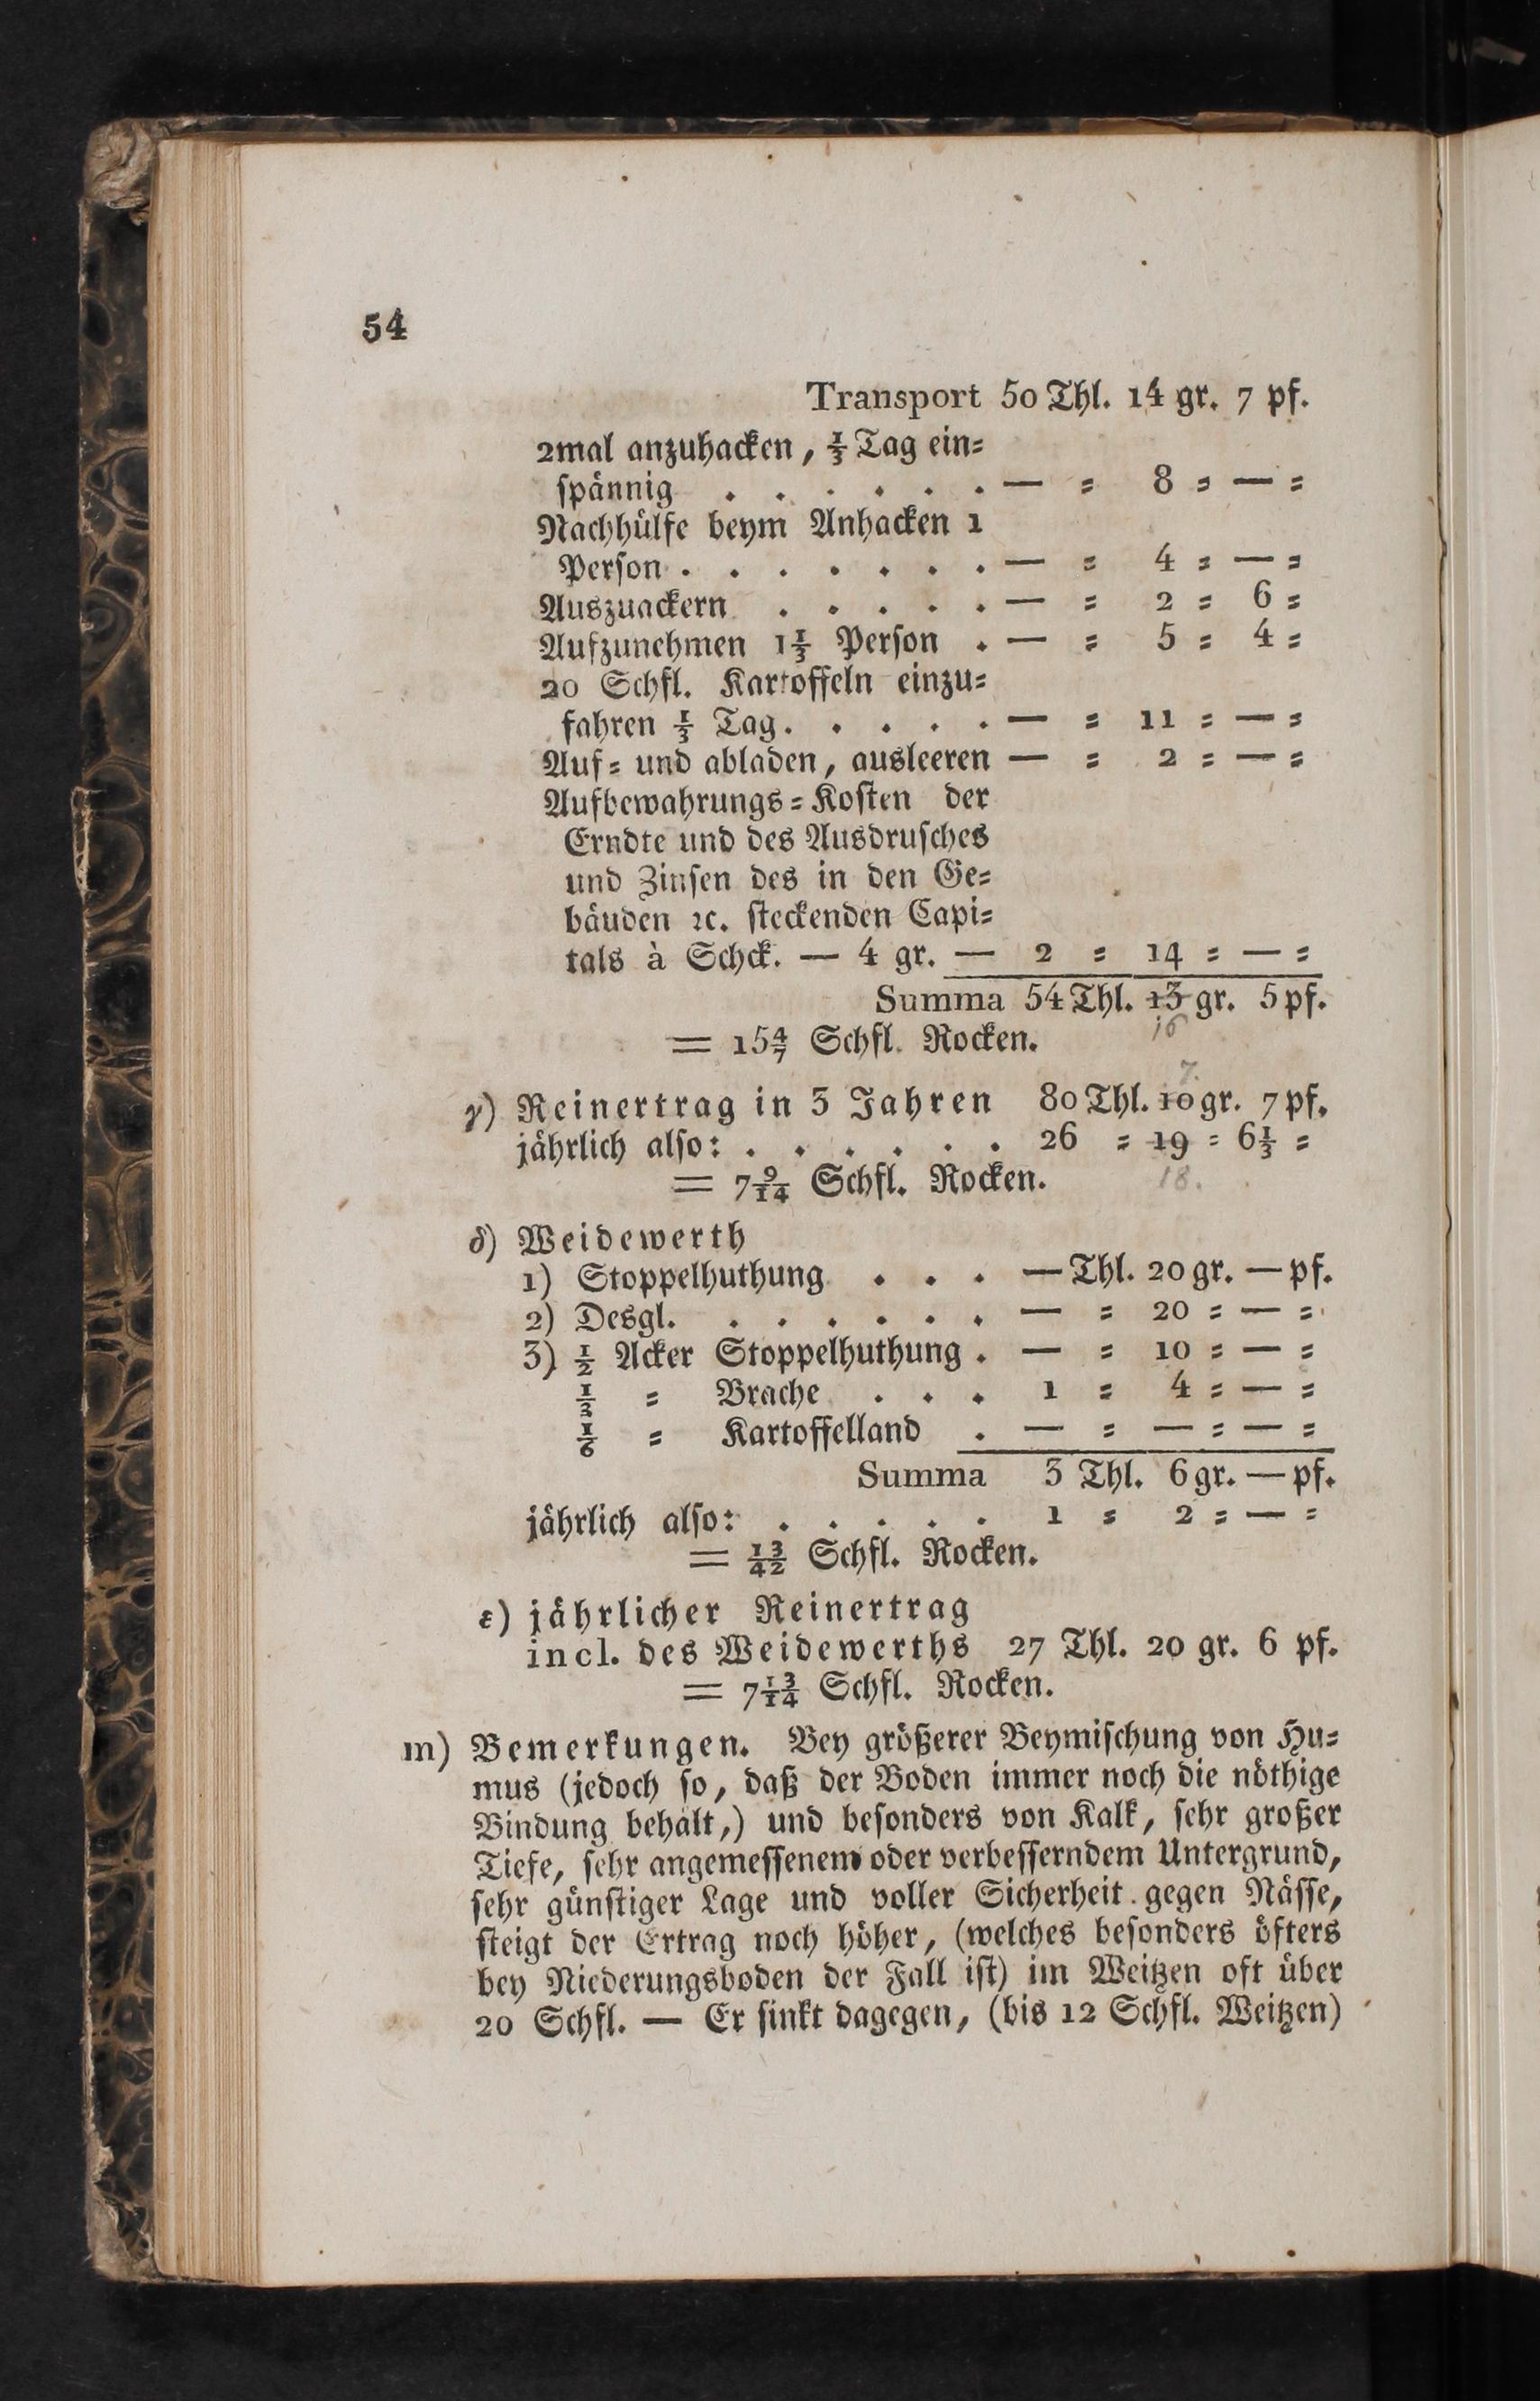 54
Transport 50 Thl. 14 gr. 7 pf.
2mal anzuhacken, ⅓ Tag ein⸗
spännig . . . . . . — ⸗ 8 ⸗ — ⸗
Nachhülfe beym Anhacken 1
Person . . . . . . . — ⸗ 4 ⸗ — ⸗
Auszuackern . . . . . — ⸗ 2 ⸗ 6 ⸗
Aufzunehmen 1⅓ Person . — ⸗ 5 ⸗ 4 ⸗
20 Schfl. Kartoffeln einzu⸗
fahren ⅓ Tag. . . . . — ⸗ 11 ⸗ — ⸗
Auf⸗ und abladen, ausleeren — ⸗ 2 ⸗ — ⸗
Aufbewahrungs⸗Kosten der
Erndte und des Ausdrusches
und Zinsen des in den Ge⸗
bäuden ꝛc. steckenden Capi⸗
tals à Schck. — 4 gr. — 2 ⸗ 14 ⸗ — ⸗
Summa 54 Thl. 13 gr. 5 pf.
16
= 15 4/7 Schfl. Rocken.
7.
γ) Reinertrag in 3 Jahren 80 Thl. 10 gr. 7 pf.
jährlich also: . . . . . . 26 ⸗ 19 ⸗ 6⅓ ⸗
= 7 9/14 Schfl. Rocken. 18.
δ) Weidewerth
1) Stoppelhuthung . . . — Thl. 20 gr. — pf.
2) Desgl. . . . . . . — ⸗ 20 ⸗ — ⸗
3) ½ Acker Stoppelhuthung . — ⸗ 10 ⸗ — ⸗
⅓ ⸗ Brache . . . 1 ⸗ 4 ⸗ — ⸗
⅙ ⸗ Kartoffelland . — ⸗ — ⸗ — ⸗
Summa 3 Thl. 6 gr. — pf.
jährlich also: . . . . . 1 ⸗ 2 ⸗ — ⸗
= 13/42 Schfl. Rocken.
ε) jährlicher Reinertrag
incl. des Weidewerths 27 Thl. 20 gr. 6 pf.
= 7 13/14 Schfl. Rocken.
m) Bemerkungen. Bey größerer Beymischung von Hu⸗
mus (jedoch so, daß der Boden immer noch die nöthige
Bindung behält,) und besonders von Kalk, sehr großer
Tiefe, sehr angemessenem oder verbesserndem Untergrund,
sehr günstiger Lage und voller Sicherheit gegen Nässe,
steigt der Ertrag noch höher, (welches besonders öfters
bey Niederungsboden der Fall ist) im Weitzen oft über
20 Schfl. — Er sinkt dagegen, (bis 12 Schfl. Weitzen)